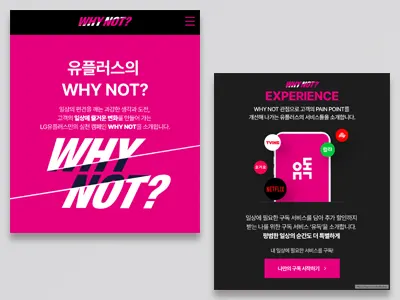 WHY NOT?
유플러스의
WHY NOT?
일상의 편견을 깨는 과감한 생각과 도전,
고객의 일상에 즐거운 변화를 만들어 가는
LG유플러스만의 실천 캠페인 WHY NOT을 소개합니다.
WHY
NOT?
WHY NOT?
EXPERIENCE
WHY NOT 관점으로 고객의 PAIN POINT를
개선해 나가는 유플러스의 서비스들을 소개합니다.
TVING
유독
NETFLIX
일상에 필요한 구독 서비스를 담아 추가 할인까지
받는 나를 위한 구독 서비스 '유독'을 소개합니다.
평범한 일상의 순간도 더 특별하게
내 일상에 필요한 서비스를 구독!
나만의 구독 시작하기 >